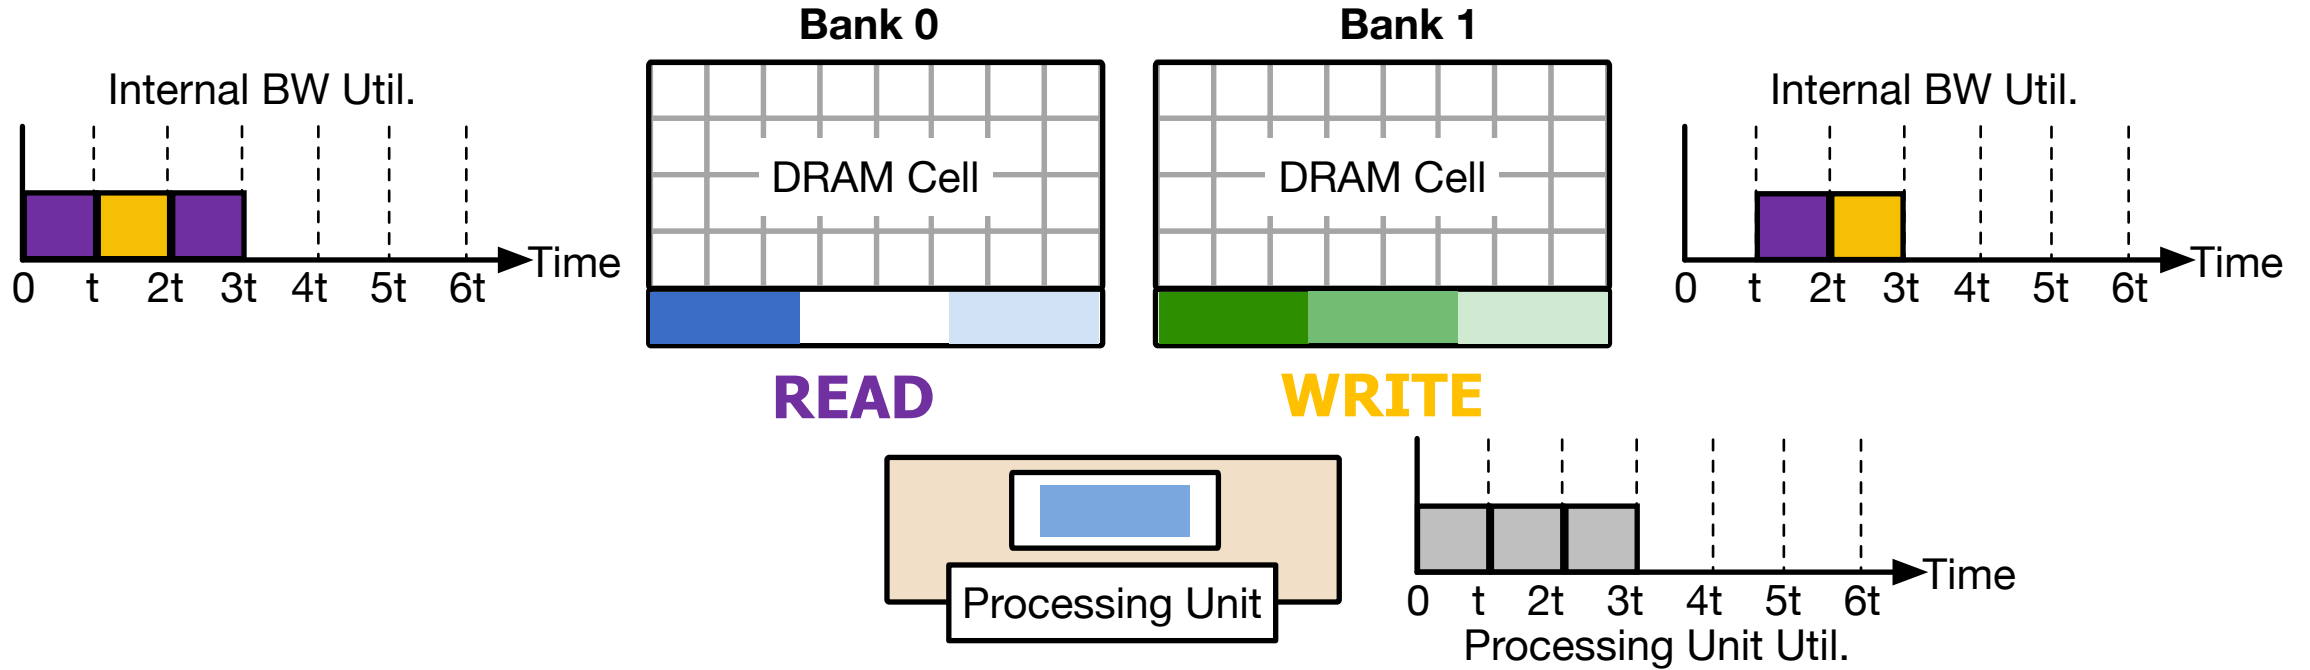 Bank 0
Bank 1
Internal BW Util.
Internal BW Util.
DRAM Cell
DRAM Cell
Time
0 t 2t 3t 4t 5t 6t
Time
0 t 2t 3t 4t 5t 6t
READ
WRITE
Processing Unit
Time
0 t 2t 3t 4t 5t 6t
Processing Unit Util.